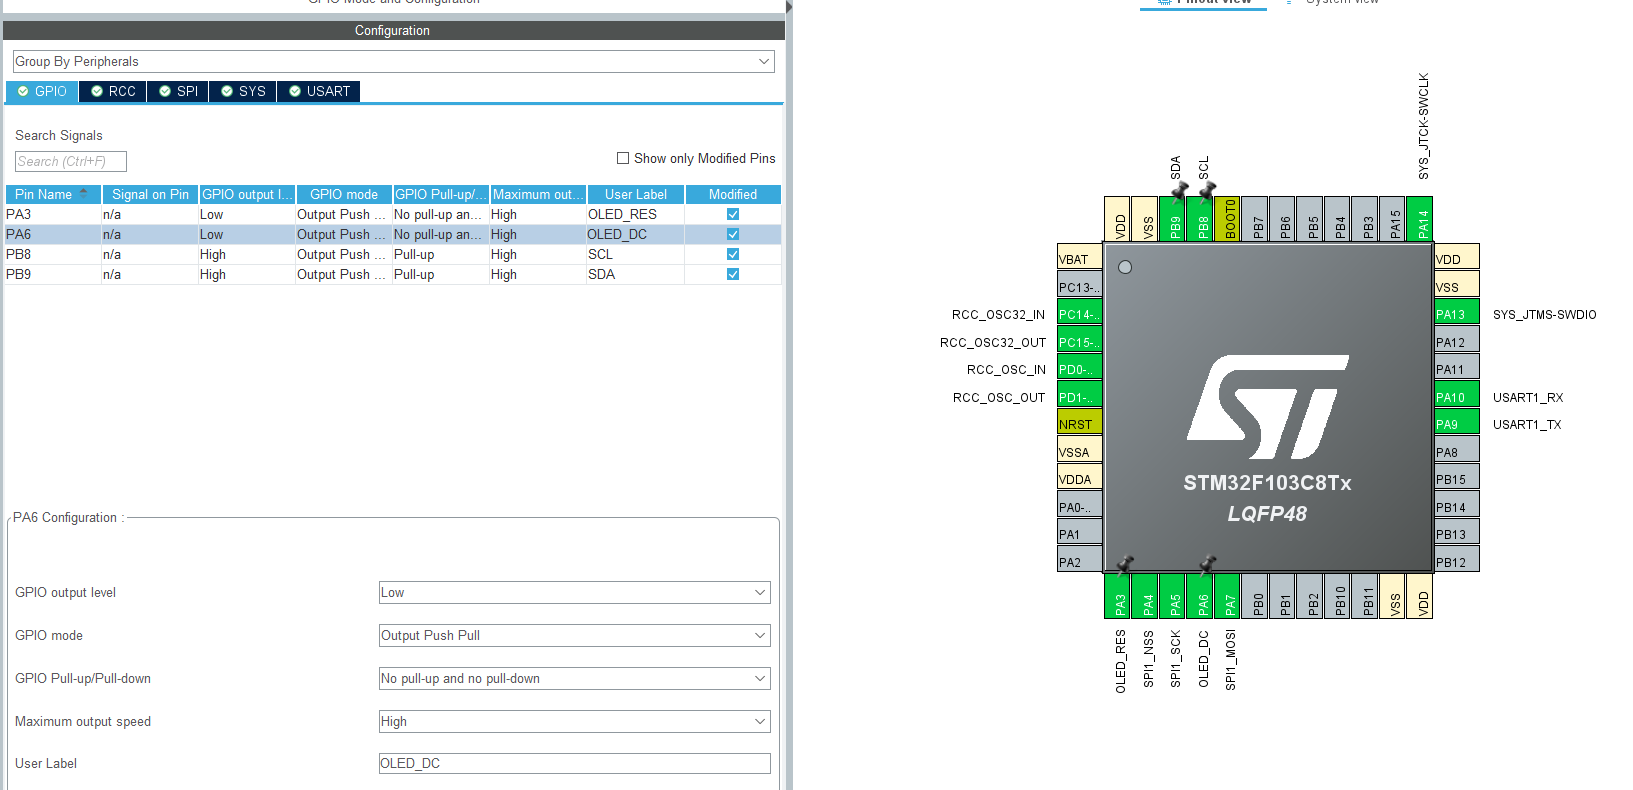 GPIO Mode and Configuration
Configuration
Group By Peripherals
GPIO RCC SPI SYS USART
Search Signals
Search (Ctrl+F)
Show only Modified Pins
Pin Name Signal on Pin GPIO output l... GPIO mode GPIO Pull-up/... Maximum out... User Label Modified
PA3 n/a Low Output Push ... No pull-up an... High OLED_RES
PA6 n/a Low Output Push ... No pull-up an... High OLED_DC
PB8 n/a High Output Push ... Pull-up High SCL
PB9 n/a High Output Push ... Pull-up High SDA
PA6 Configuration :
GPIO output level Low
GPIO mode Output Push Pull
GPIO Pull-up/Pull-down No pull-up and no pull-down
Maximum output speed High
User Label OLED_DC
Pinout view System view
SDA
SCL
SYS_JTCK-SWCLK
VDD
VSS
PB9
PB8
BOOT0
PB7
PB6
PB5
PB4
PB3
PA15
PA14
VBAT
PC13-..
RCC_OSC32_IN PC14-..
RCC_OSC32_OUT PC15-..
RCC_OSC_IN PD0-..
RCC_OSC_OUT PD1-..
NRST
VSSA
VDDA
PA0-..
PA1
PA2
ST
STM32F103C8Tx
LQFP48
VDD
VSS
PA13 SYS_JTMS-SWDIO
PA12
PA11
PA10 USART1_RX
PA9 USART1_TX
PA8
PB15
PB14
PB13
PB12
PA3
PA4
PA5
PA6
PA7
PB0
PB1
PB2
PB10
PB11
VSS
VDD
OLED_RES
SPI1_NSS
SPI1_SCK
OLED_DC
SPI1_MOSI